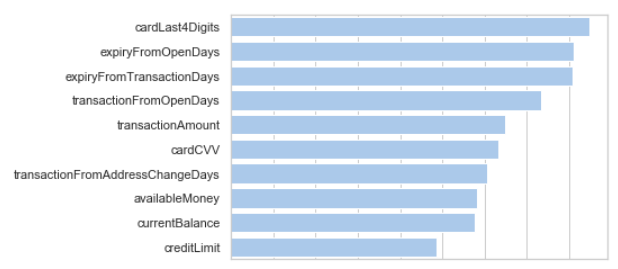 cardLast4Digits
expiryFromOpenDays
expiryFromTransactionDays
transactionFromOpenDays
transactionAmount
cardCVV
transactionFromAddressChangeDays
availableMoney
currentBalance
creditLimit